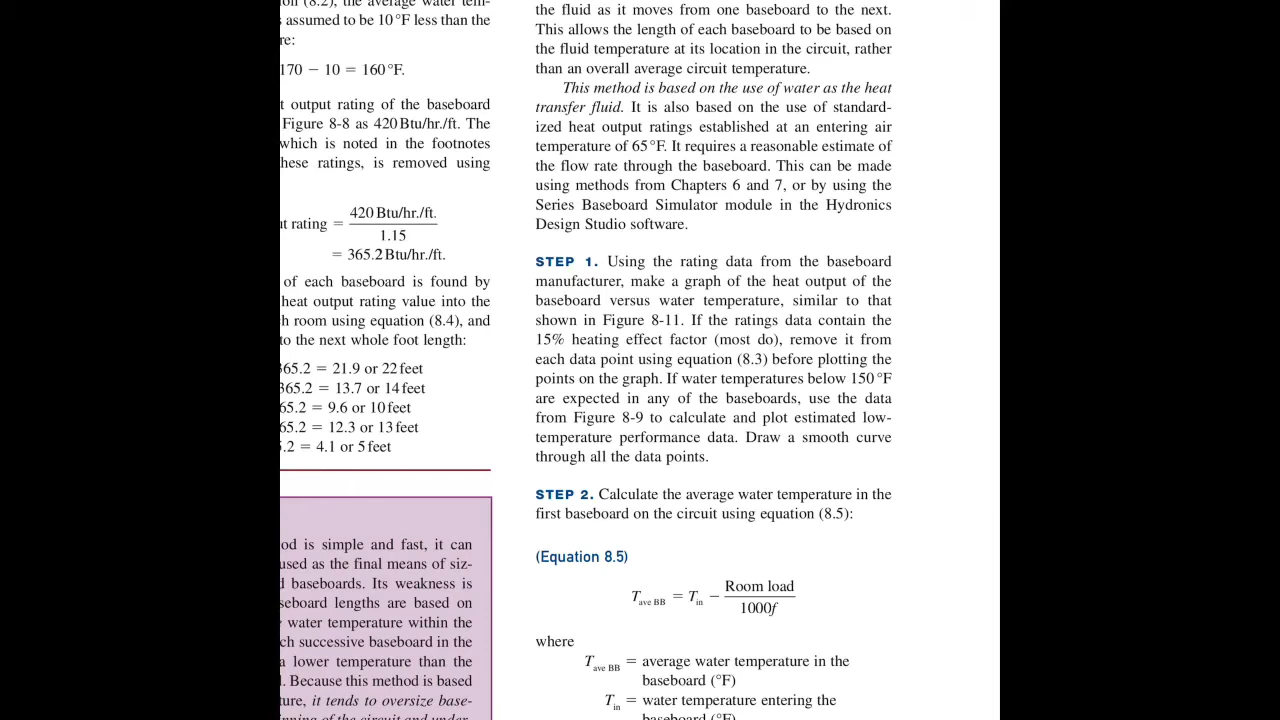 on (8.2), the average water tem-
s assumed to be 10 °F less than the
re:
170 − 10 = 160 °F.
t output rating of the baseboard
Figure 8-8 as 420 Btu/hr./ft. The
which is noted in the footnotes
hese ratings, is removed using
ut rating = 420 Btu/hr./ft.
1.15
= 365.2 Btu/hr./ft.
of each baseboard is found by
heat output rating value into the
h room using equation (8.4), and
to the next whole foot length:
365.2 = 21.9 or 22 feet
365.2 = 13.7 or 14 feet
65.2 = 9.6 or 10 feet
65.2 = 12.3 or 13 feet
5.2 = 4.1 or 5 feet
od is simple and fast, it can
used as the final means of siz-
d baseboards. Its weakness is
seboard lengths are based on
water temperature within the
ch successive baseboard in the
a lower temperature than the
. Because this method is based
ture, it tends to oversize base-
inning of the circuit and under-
the fluid as it moves from one baseboard to the next.
This allows the length of each baseboard to be based on
the fluid temperature at its location in the circuit, rather
than an overall average circuit temperature.
This method is based on the use of water as the heat
transfer fluid. It is also based on the use of standard-
ized heat output ratings established at an entering air
temperature of 65 °F. It requires a reasonable estimate of
the flow rate through the baseboard. This can be made
using methods from Chapters 6 and 7, or by using the
Series Baseboard Simulator module in the Hydronics
Design Studio software.
STEP 1. Using the rating data from the baseboard
manufacturer, make a graph of the heat output of the
baseboard versus water temperature, similar to that
shown in Figure 8-11. If the ratings data contain the
15% heating effect factor (most do), remove it from
each data point using equation (8.3) before plotting the
points on the graph. If water temperatures below 150 °F
are expected in any of the baseboards, use the data
from Figure 8-9 to calculate and plot estimated low-
temperature performance data. Draw a smooth curve
through all the data points.
STEP 2. Calculate the average water temperature in the
first baseboard on the circuit using equation (8.5):
(Equation 8.5)
T ave BB = T in − Room load
1000f
where
T ave BB = average water temperature in the
baseboard (°F)
T in = water temperature entering the
baseboard (°F)